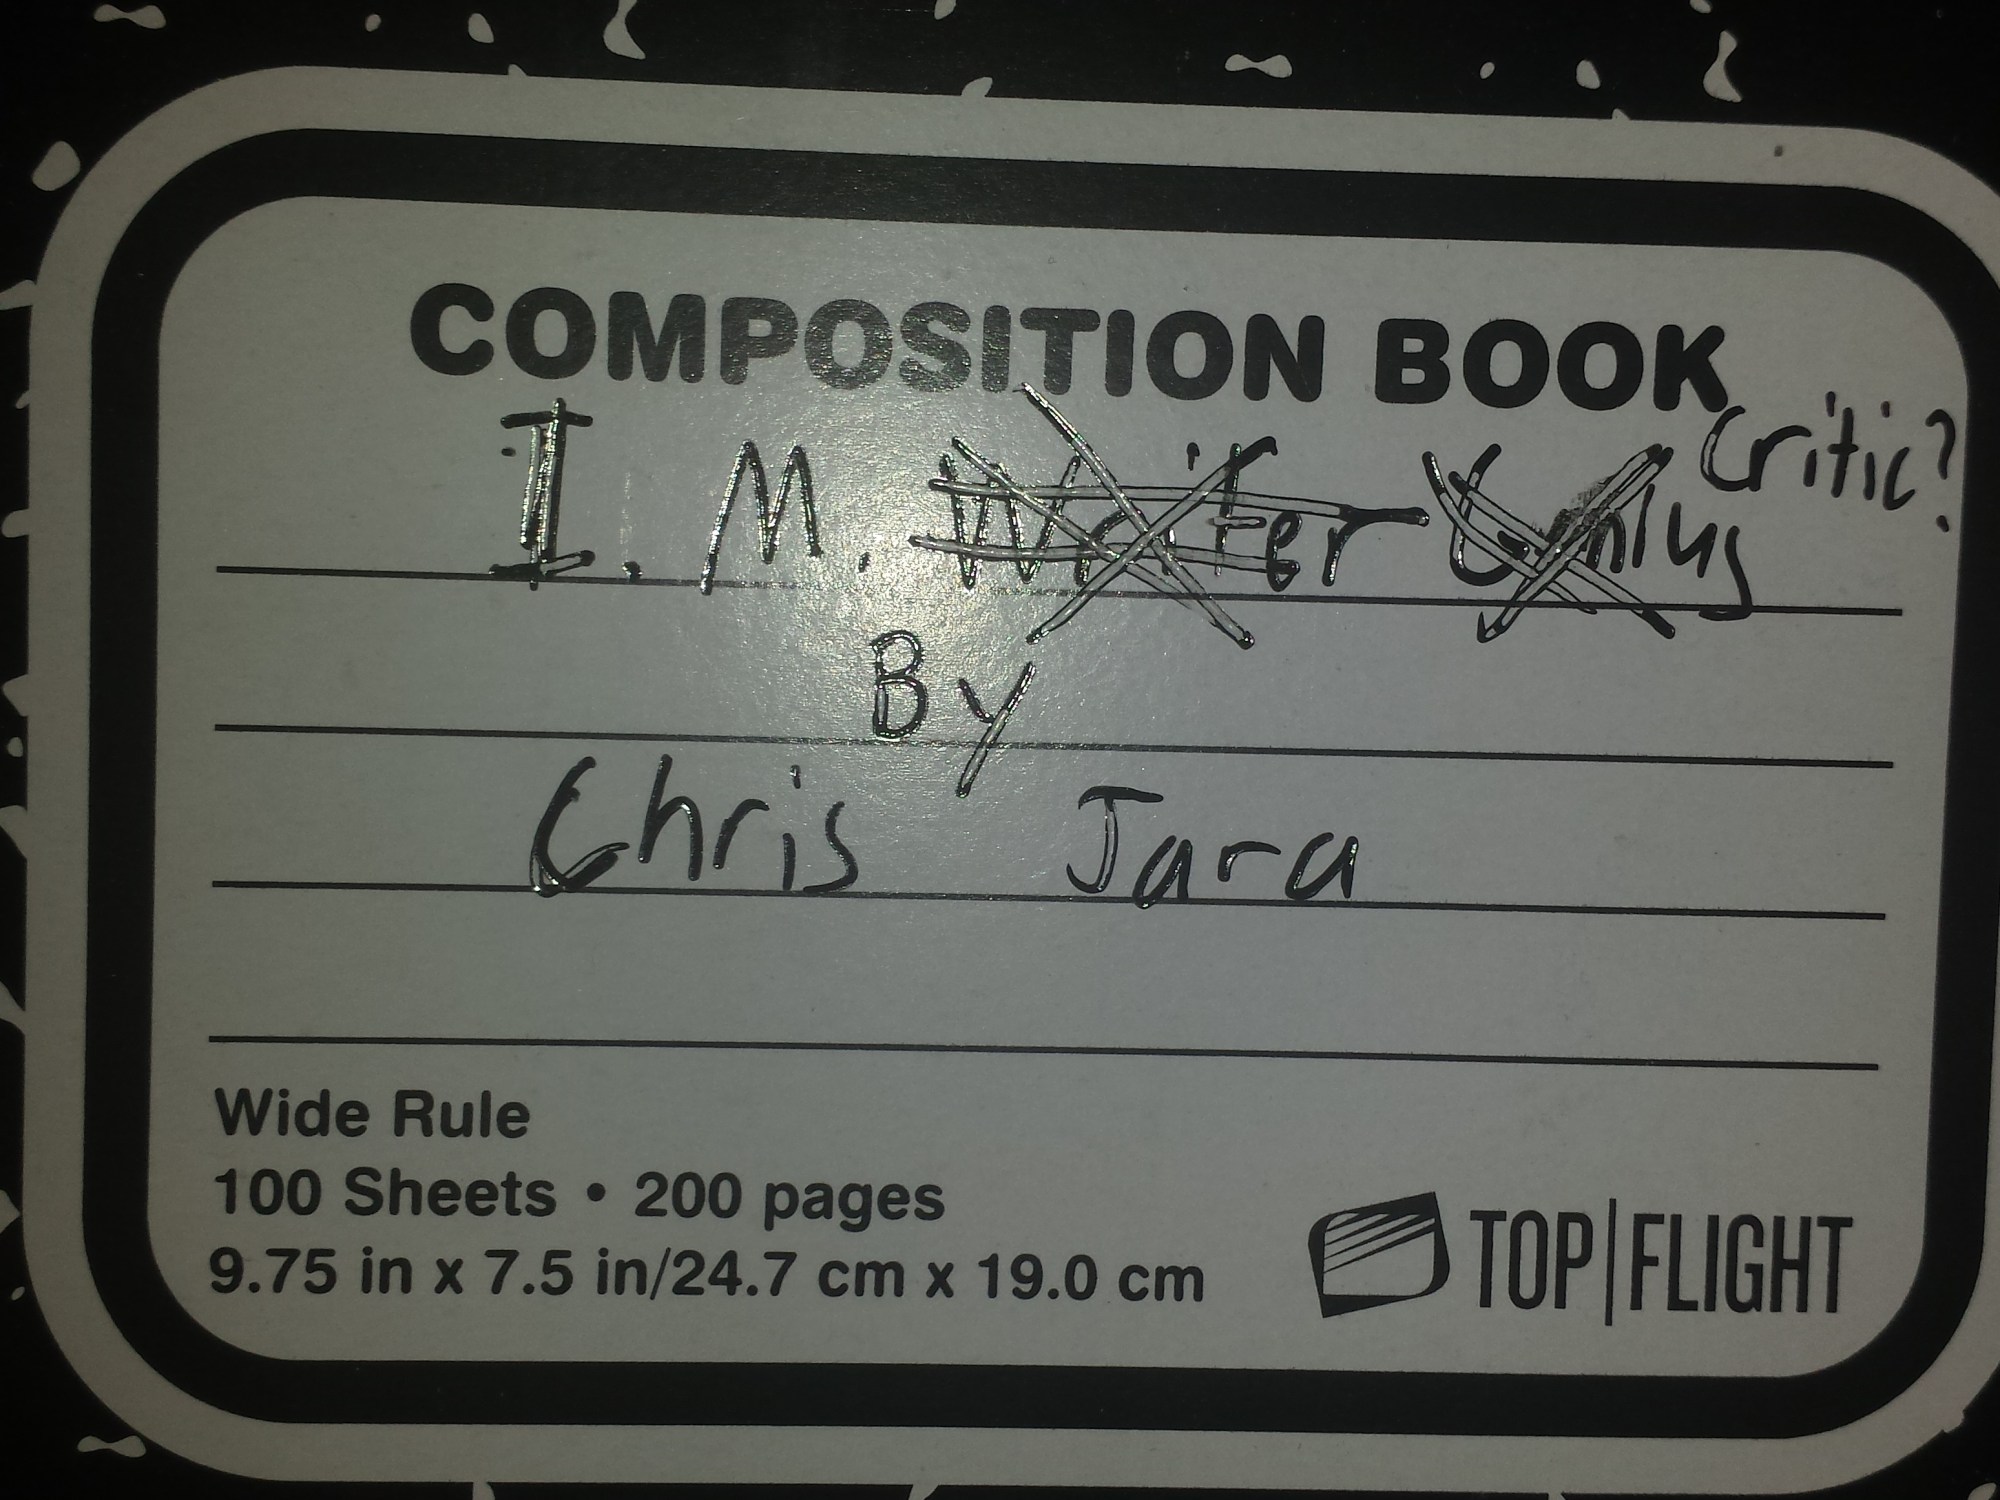 COMPOSITION BOOK
I. M. Writer Critic?
By
Chris Jara
Wide Rule
100 Sheets • 200 pages
9.75 in x 7.5 in/24.7 cm x 19.0 cm
TOP|FLIGHT